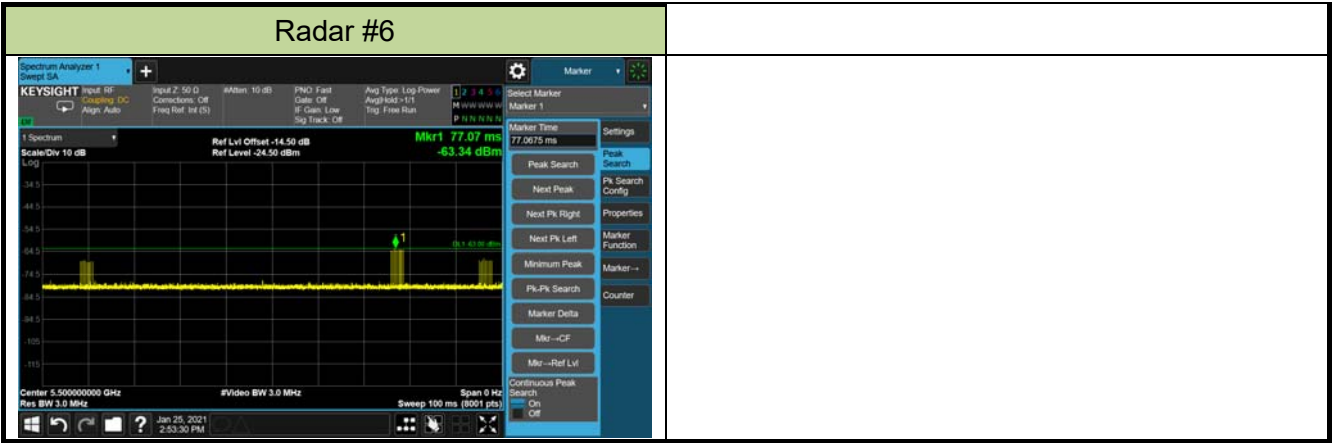 Radar #6
Spectrum Analyzer 1
Swept SA
Marker
KEYSIGHT
Input: RF
Coupling: DC
Align: Auto
Input Z: 50 Ω
Corrections: Off
Freq Ref: Int (S)
#Atten: 10 dB
PNO: Fast
Gate: Off
IF Gain: Low
Sig Track: Off
Avg Type: Log-Power
Avg|Hold:>1/1
Trig: Free Run
1 2 3 4 5 6
M W W W W W
P N N N N N
Select Marker
Marker 1
1 Spectrum
Scale/Div 10 dB
Log
Ref Lvl Offset -14.50 dB
Ref Level -24.50 dBm
Mkr1 77.07 ms
-63.34 dBm
-34.5
-44.5
-54.5
-64.5
-74.5
-84.5
-94.5
-105
-115
1
Center 5.500000000 GHz
Res BW 3.0 MHz
#Video BW 3.0 MHz
Span 0 Hz
Sweep 100 ms (8001 pts)
Marker Time
77.0675 ms
Peak Search
Next Peak
Next Pk Right
Next Pk Left
Minimum Peak
Pk-Pk Search
Marker Delta
Mkr→CF
Mkr→Ref Lvl
Continuous Peak
Search
On
Off
Settings
Peak
Search
Pk Search
Config
Properties
Marker
Function
Marker→
Counter
Jan 25, 2021
2:53:30 PM